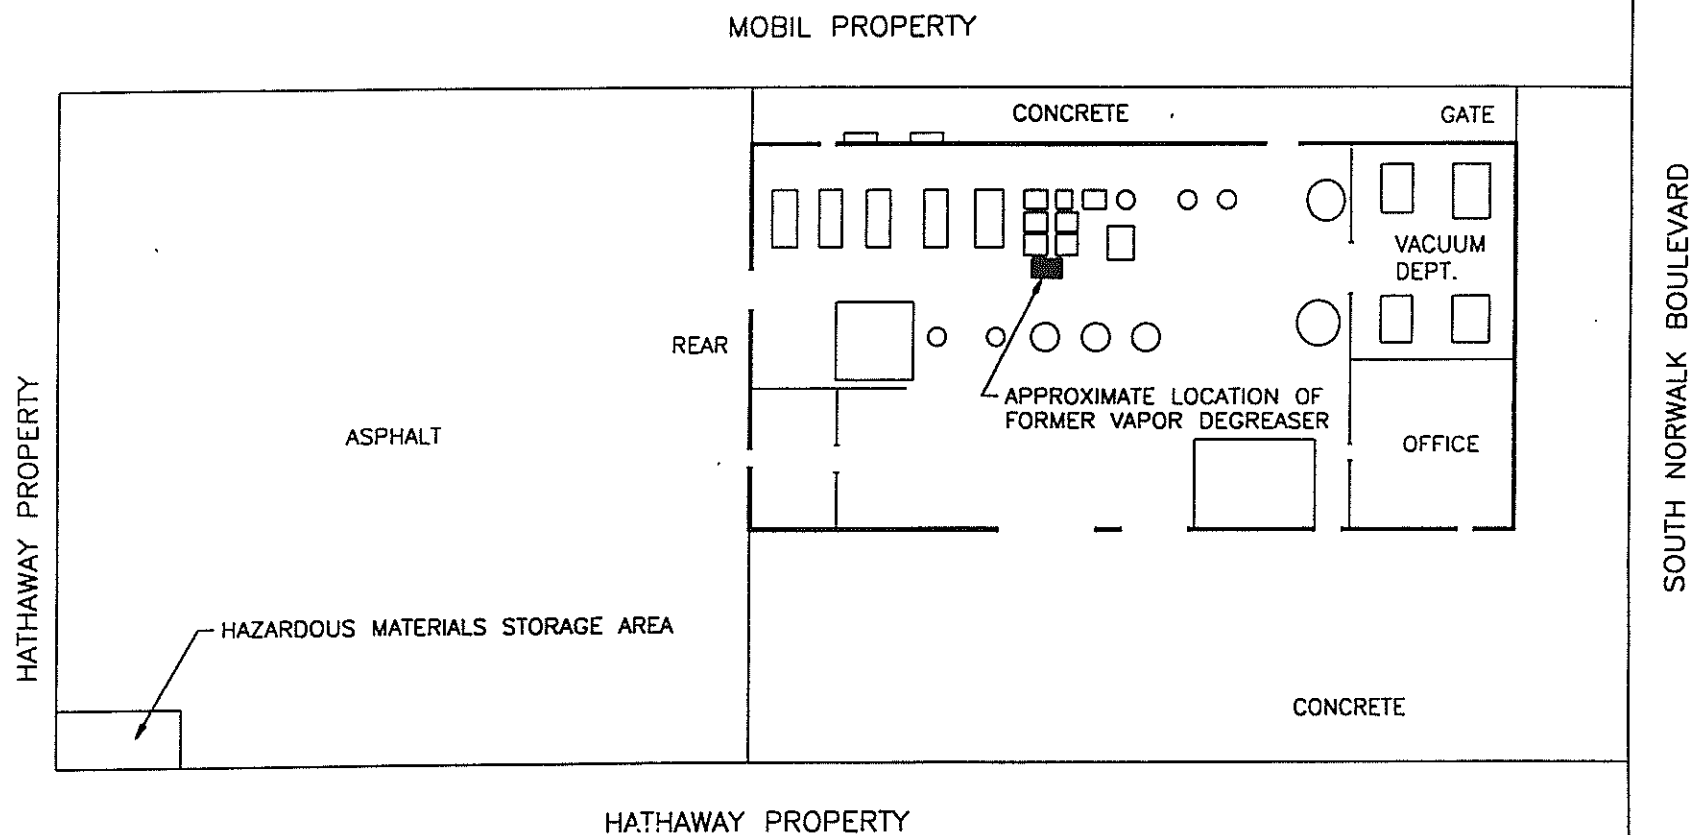 MOBIL PROPERTY
CONCRETE
GATE
VACUUM
DEPT.
SOUTH NORWALK BOULEVARD
REAR
APPROXIMATE LOCATION OF
FORMER VAPOR DEGREASER
ASPHALT
OFFICE
HATHAWAY PROPERTY
HAZARDOUS MATERIALS STORAGE AREA
CONCRETE
HATHAWAY PROPERTY